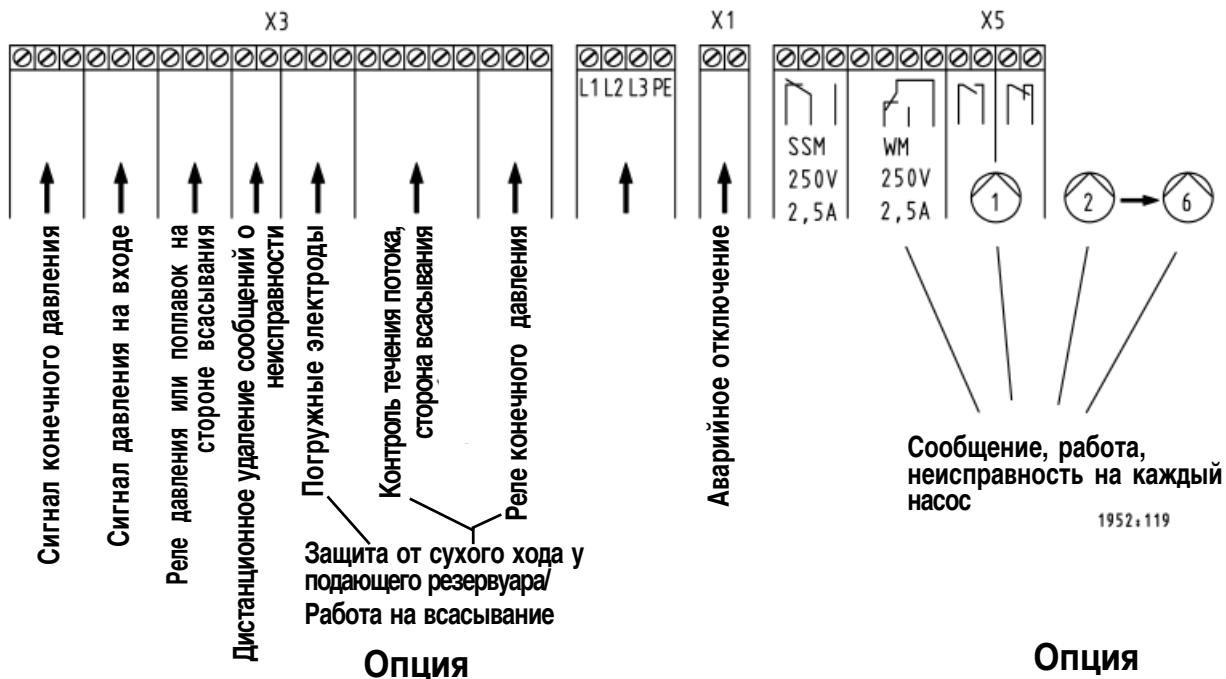 X3
X1
X5
L1 L2 L3 PE
SSM
250V
2,5A
WM
250V
2,5A
1
2
6
Сигнал конечного давления
Сигнал давления на входе
Реле давления или поплавок на
стороне всасывания
Дистанционное удаление сообщений о
неисправности
Погружные электроды
Контроль течения потока,
сторона всасывания
Реле конечного давления
Аварийное отключение
Сообщение, работа,
неисправность на каждый
насос
1952:119
Защита от сухого хода у
подающего резервуара/
Работа на всасывание
Опция
Опция